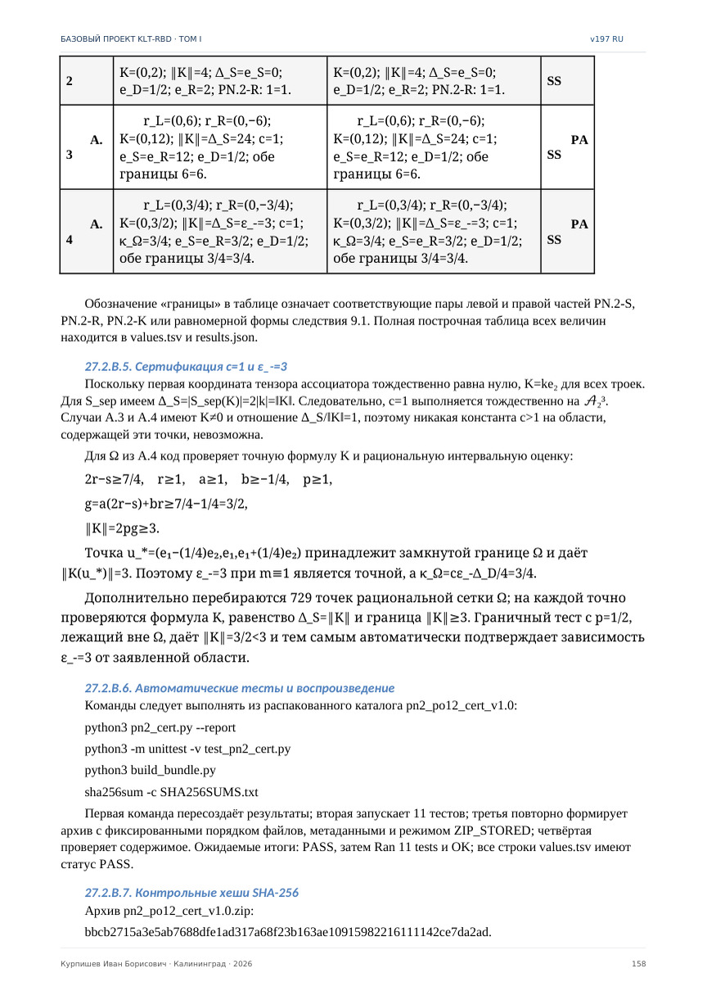 БАЗОВЫЙ ПРОЕКТ KLT-RBD · ТОМ I v197 RU
2 K=(0,2); ‖K‖=4; Δ_S=e_S=0; K=(0,2); ‖K‖=4; Δ_S=e_S=0; SS
e_D=1/2; e_R=2; PN.2-R: 1=1. e_D=1/2; e_R=2; PN.2-R: 1=1.
r_L=(0,6); r_R=(0,−6); r_L=(0,6); r_R=(0,−6);
A. K=(0,12); ‖K‖=Δ_S=24; c=1; K=(0,12); ‖K‖=Δ_S=24; c=1; PA
3 e_S=e_R=12; e_D=1/2; обе e_S=e_R=12; e_D=1/2; обе SS
границы 6=6. границы 6=6.
r_L=(0,3/4); r_R=(0,−3/4); r_L=(0,3/4); r_R=(0,−3/4);
A. K=(0,3/2); ‖K‖=Δ_S=ε_-=3; c=1; K=(0,3/2); ‖K‖=Δ_S=ε_-=3; c=1; PA
4 κ_Ω=3/4; e_S=e_R=3/2; e_D=1/2; κ_Ω=3/4; e_S=e_R=3/2; e_D=1/2; SS
обе границы 3/4=3/4. обе границы 3/4=3/4.
Обозначение «границы» в таблице означает соответствующие пары левой и правой частей PN.2-S,
PN.2-R, PN.2-K или равномерной формы следствия 9.1. Полная построчная таблица всех величин
находится в values.tsv и results.json.
27.2.B.5. Сертификация c=1 и ε_-=3
Поскольку первая координата тензора ассоциатора тождественно равна нулю, K=ke₂ для всех троек.
Для S_sep имеем Δ_S=|S_sep(K)|=2|k|=‖K‖. Следовательно, c=1 выполняется тождественно на 𝒜₂³.
Случаи A.3 и A.4 имеют K≠0 и отношение Δ_S/‖K‖=1, поэтому никакая константа c>1 на области,
содержащей эти точки, невозможна.
Для Ω из A.4 код проверяет точную формулу K и рациональную интервальную оценку:
2r−s≥7/4, r≥1, a≥1, b≥−1/4, p≥1,
g=a(2r−s)+br≥7/4−1/4=3/2,
‖K‖=2pg≥3.
Точка u_*=(e₁−(1/4)e₂,e₁,e₁+(1/4)e₂) принадлежит замкнутой границе Ω и даёт
‖K(u_*)‖=3. Поэтому ε_-=3 при m≡1 является точной, а κ_Ω=cε_-Δ_D/4=3/4.
Дополнительно перебираются 729 точек рациональной сетки Ω; на каждой точно
проверяются формула K, равенство Δ_S=‖K‖ и граница ‖K‖≥3. Граничный тест с p=1/2,
лежащий вне Ω, даёт ‖K‖=3/2<3 и тем самым автоматически подтверждает зависимость
ε_-=3 от заявленной области.
27.2.B.6. Автоматические тесты и воспроизведение
Команды следует выполнять из распакованного каталога pn2_po12_cert_v1.0:
python3 pn2_cert.py --report
python3 -m unittest -v test_pn2_cert.py
python3 build_bundle.py
sha256sum -c SHA256SUMS.txt
Первая команда пересоздаёт результаты; вторая запускает 11 тестов; третья повторно формирует
архив с фиксированными порядком файлов, метаданными и режимом ZIP_STORED; четвёртая
проверяет содержимое. Ожидаемые итоги: PASS, затем Ran 11 tests и OK; все строки values.tsv имеют
статус PASS.
27.2.B.7. Контрольные хеши SHA-256
Архив pn2_po12_cert_v1.0.zip:
bbcb2715a3e5ab7688dfe1ad317a68f23b163ae10915982216111142ce7da2ad.
Курпишев Иван Борисович · Калининград · 2026 158